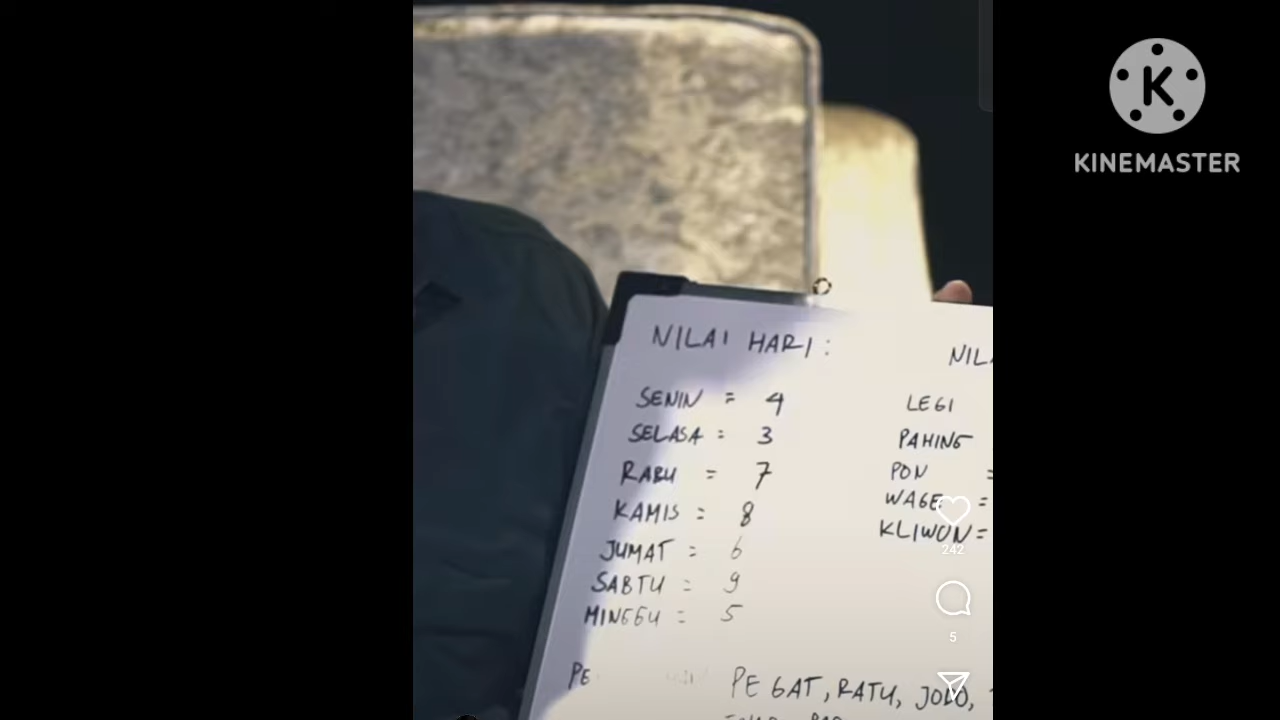 KINEMASTER
NILAI HARI :
SENIN = 4
SELASA = 3
RABU = 7
KAMIS = 8
JUMAT = 6
SABTU = 9
MINGGU = 5
LEGI
PAHING
PON =
WAGE =
KLIWON =
242
5
PEGAT, RATU, JODO,